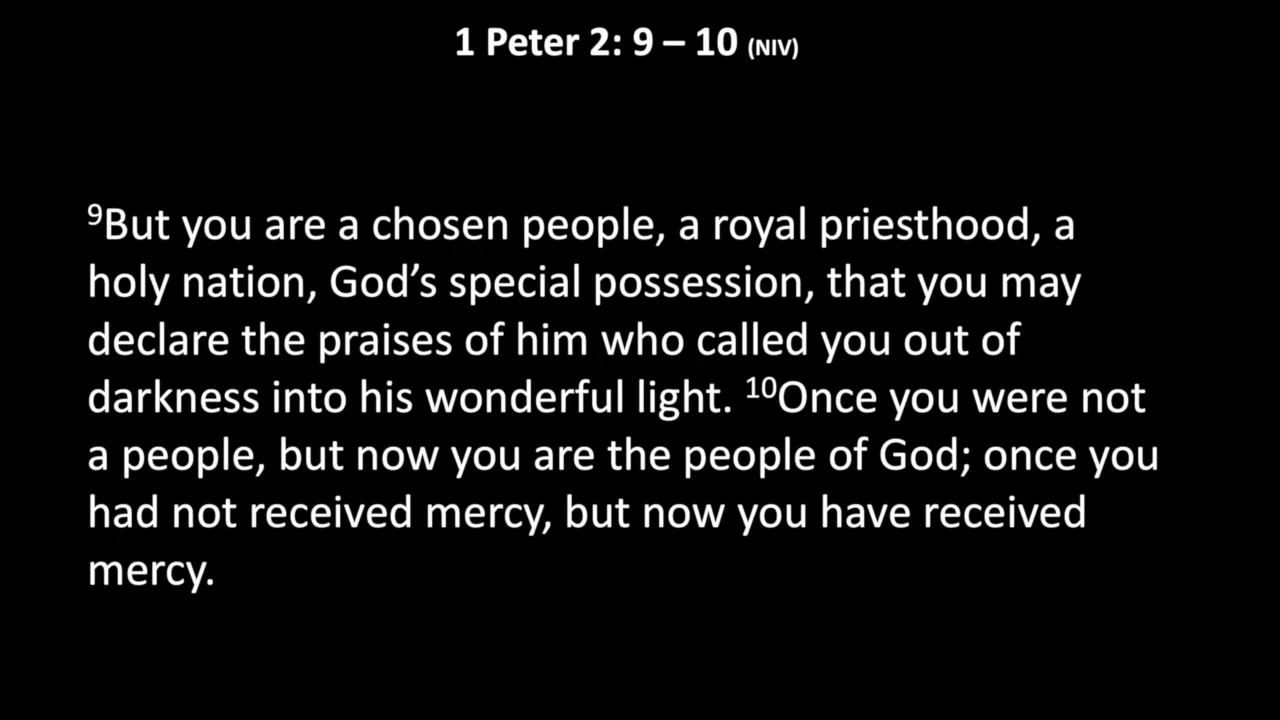 1 Peter 2: 9 – 10 (NIV)
⁹But you are a chosen people, a royal priesthood, a
holy nation, God’s special possession, that you may
declare the praises of him who called you out of
darkness into his wonderful light. ¹⁰Once you were not
a people, but now you are the people of God; once you
had not received mercy, but now you have received
mercy.